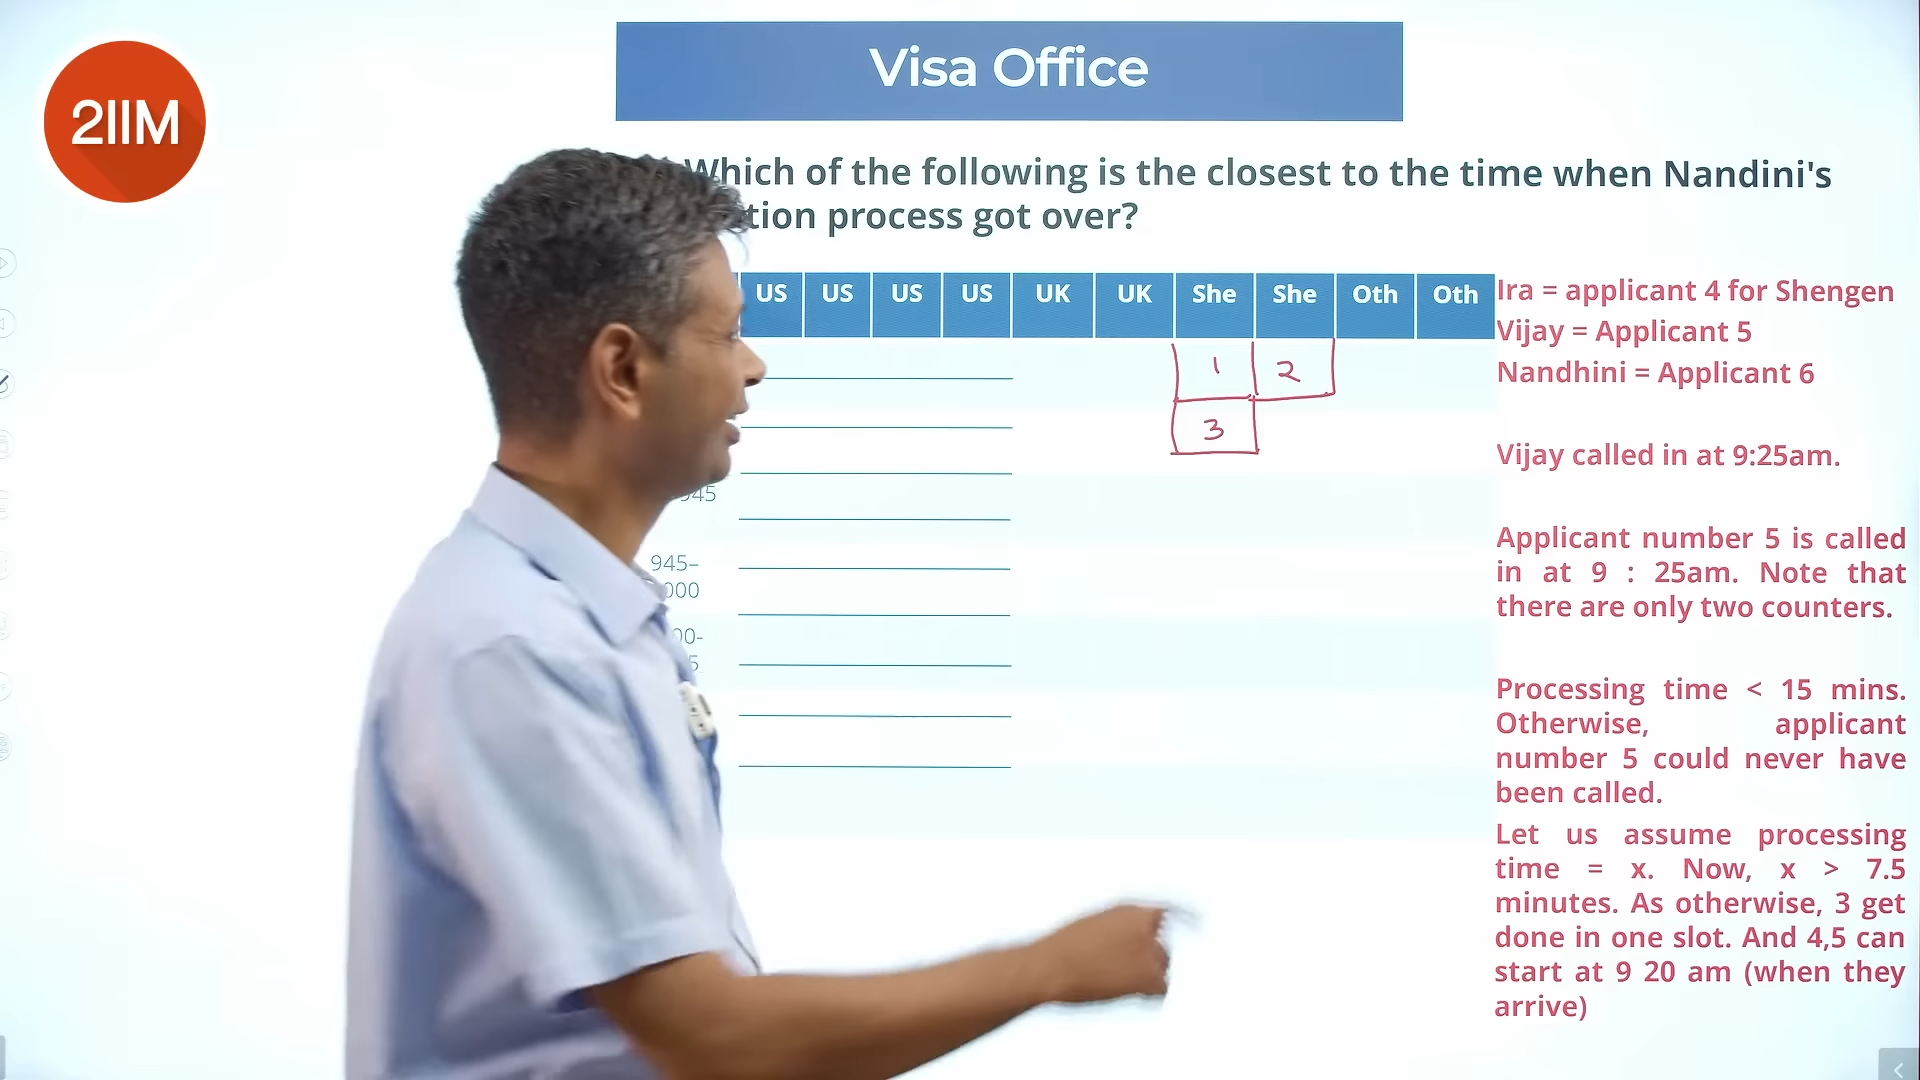 2IIM
Visa Office
Which of the following is the closest to the time when Nandini's
tion process got over?
US US US US UK UK She She Oth Oth
1 2
3
945
945–
000
00-
5
Ira = applicant 4 for Shengen
Vijay = Applicant 5
Nandhini = Applicant 6
Vijay called in at 9:25am.
Applicant number 5 is called
in at 9 : 25am. Note that
there are only two counters.
Processing time < 15 mins.
Otherwise, applicant
number 5 could never have
been called.
Let us assume processing
time = x. Now, x > 7.5
minutes. As otherwise, 3 get
done in one slot. And 4,5 can
start at 9 20 am (when they
arrive)